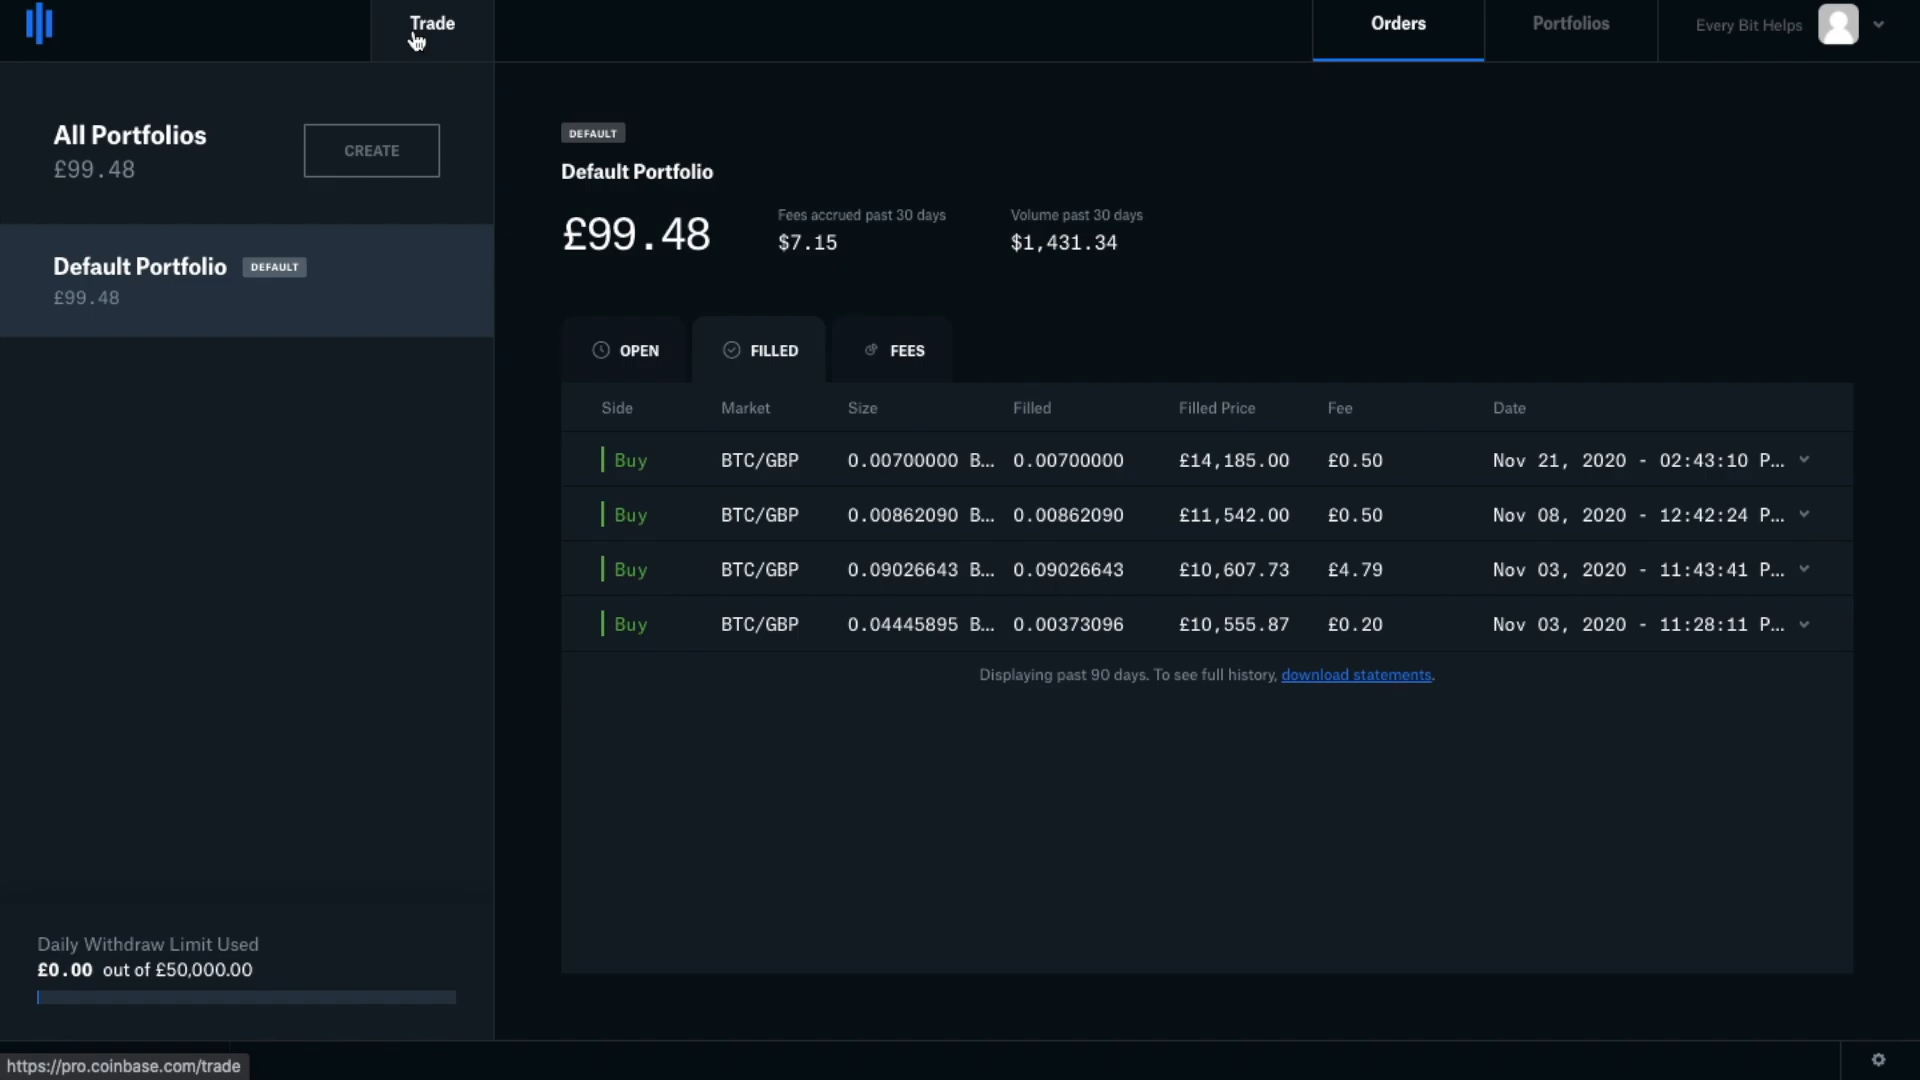 Trade
Orders
Portfolios
Every Bit Helps
All Portfolios
£99.48
CREATE
Default Portfolio DEFAULT
£99.48
DEFAULT
Default Portfolio
£99.48
Fees accrued past 30 days
$7.15
Volume past 30 days
$1,431.34
OPEN FILLED FEES
Side Market Size Filled Filled Price Fee Date
Buy BTC/GBP 0.00700000 B... 0.00700000 £14,185.00 £0.50 Nov 21, 2020 - 02:43:10 P...
Buy BTC/GBP 0.00862090 B... 0.00862090 £11,542.00 £0.50 Nov 08, 2020 - 12:42:24 P...
Buy BTC/GBP 0.09026643 B... 0.09026643 £10,607.73 £4.79 Nov 03, 2020 - 11:43:41 P...
Buy BTC/GBP 0.04445895 B... 0.00373096 £10,555.87 £0.20 Nov 03, 2020 - 11:28:11 P...
Displaying past 90 days. To see full history, download statements.
Daily Withdraw Limit Used
£0.00 out of £50,000.00
https://pro.coinbase.com/trade